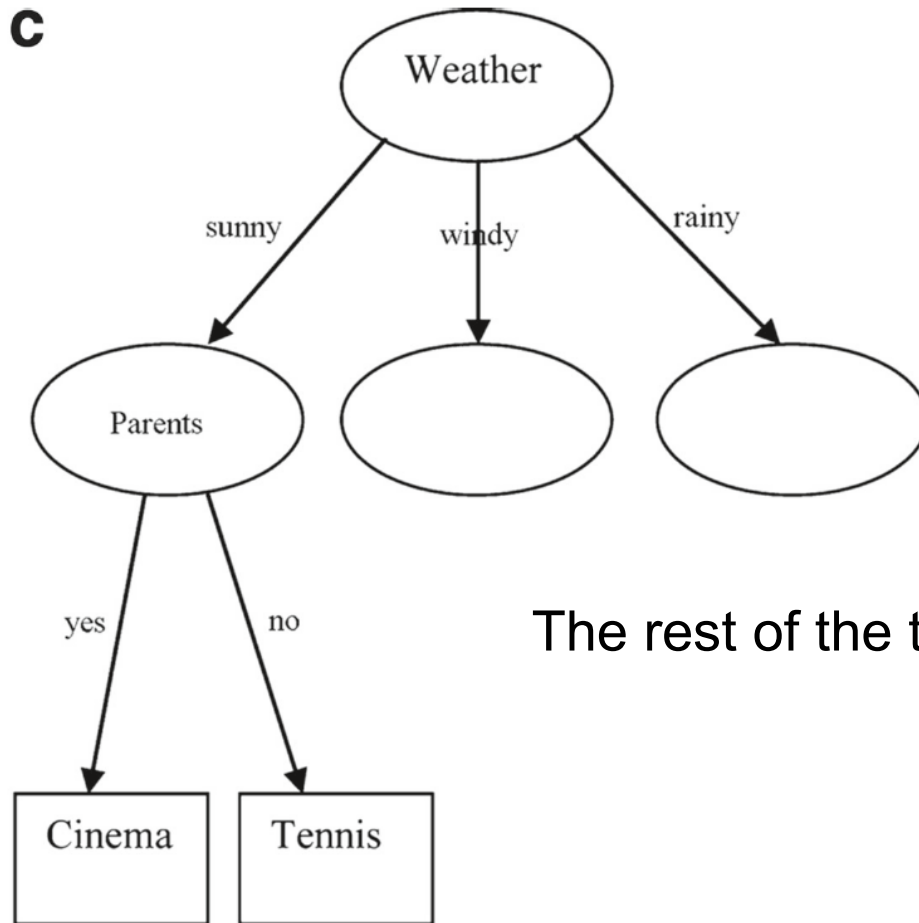 c
Weather
sunny
windy
rainy
Parents
yes
no
The rest of the t
Cinema
Tennis